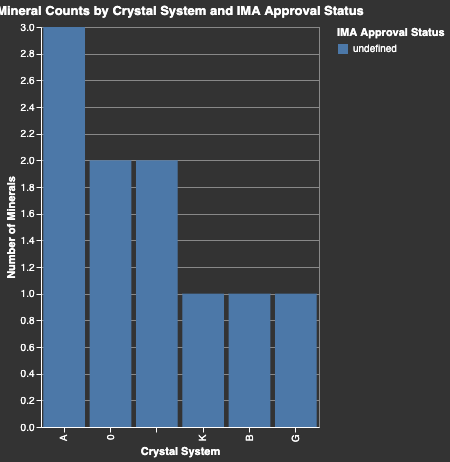 Mineral Counts by Crystal System and IMA Approval Status
IMA Approval Status
undefined
Number of Minerals
3.0
2.8
2.6
2.4
2.2
2.0
1.8
1.6
1.4
1.2
1.0
0.8
0.6
0.4
0.2
0.0
A
0
K
B
G
Crystal System